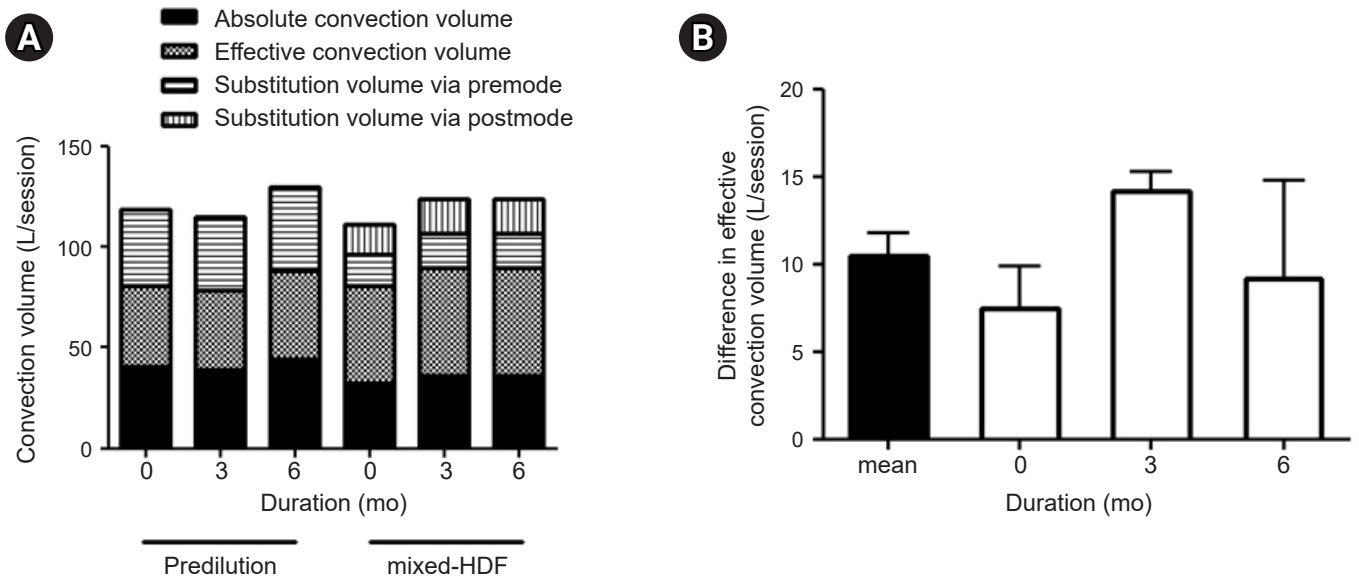 A
Absolute convection volume
Effective convection volume
Substitution volume via premode
Substitution volume via postmode
Convection volume (L/session)
150
100
50
0
0 3 6 0 3 6
Duration (mo)
Predilution mixed-HDF
B
Difference in effective
convection volume (L/session)
20
15
10
5
0
mean 0 3 6
Duration (mo)